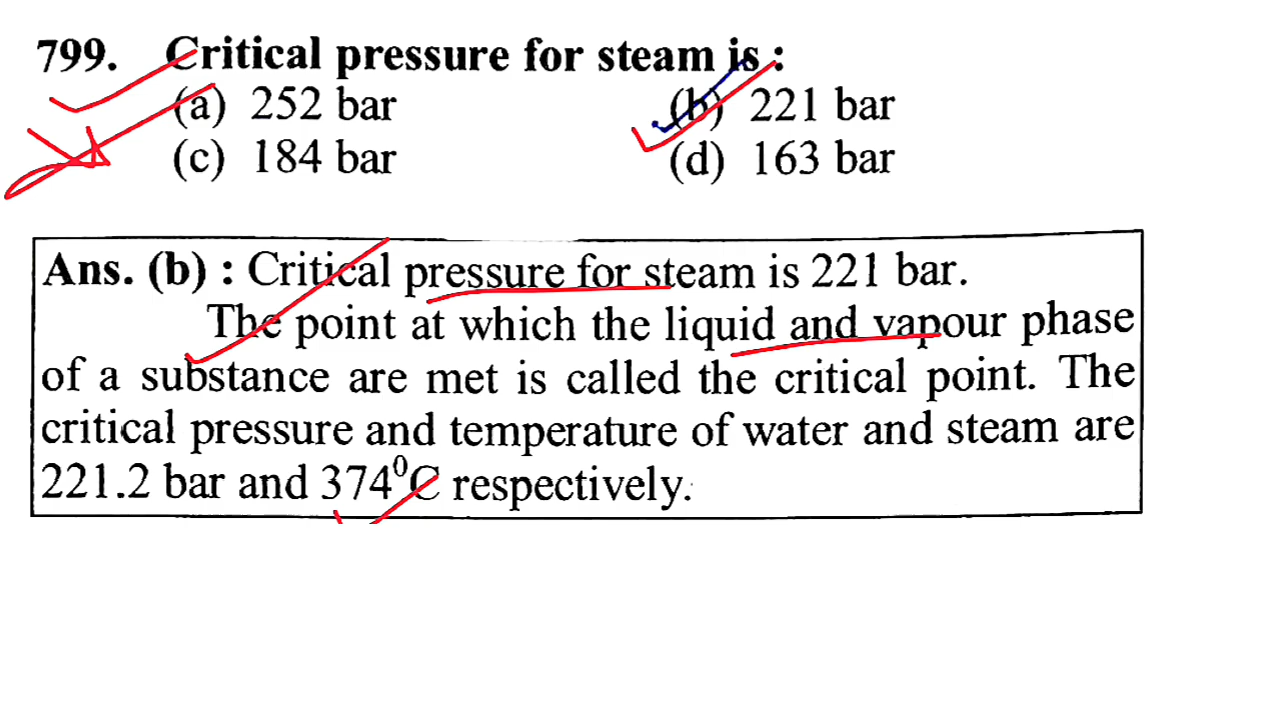 799. Critical pressure for steam is :
(a) 252 bar (b) 221 bar
(c) 184 bar (d) 163 bar
Ans. (b) : Critical pressure for steam is 221 bar.
The point at which the liquid and vapour phase
of a substance are met is called the critical point. The
critical pressure and temperature of water and steam are
221.2 bar and 374⁰C respectively.